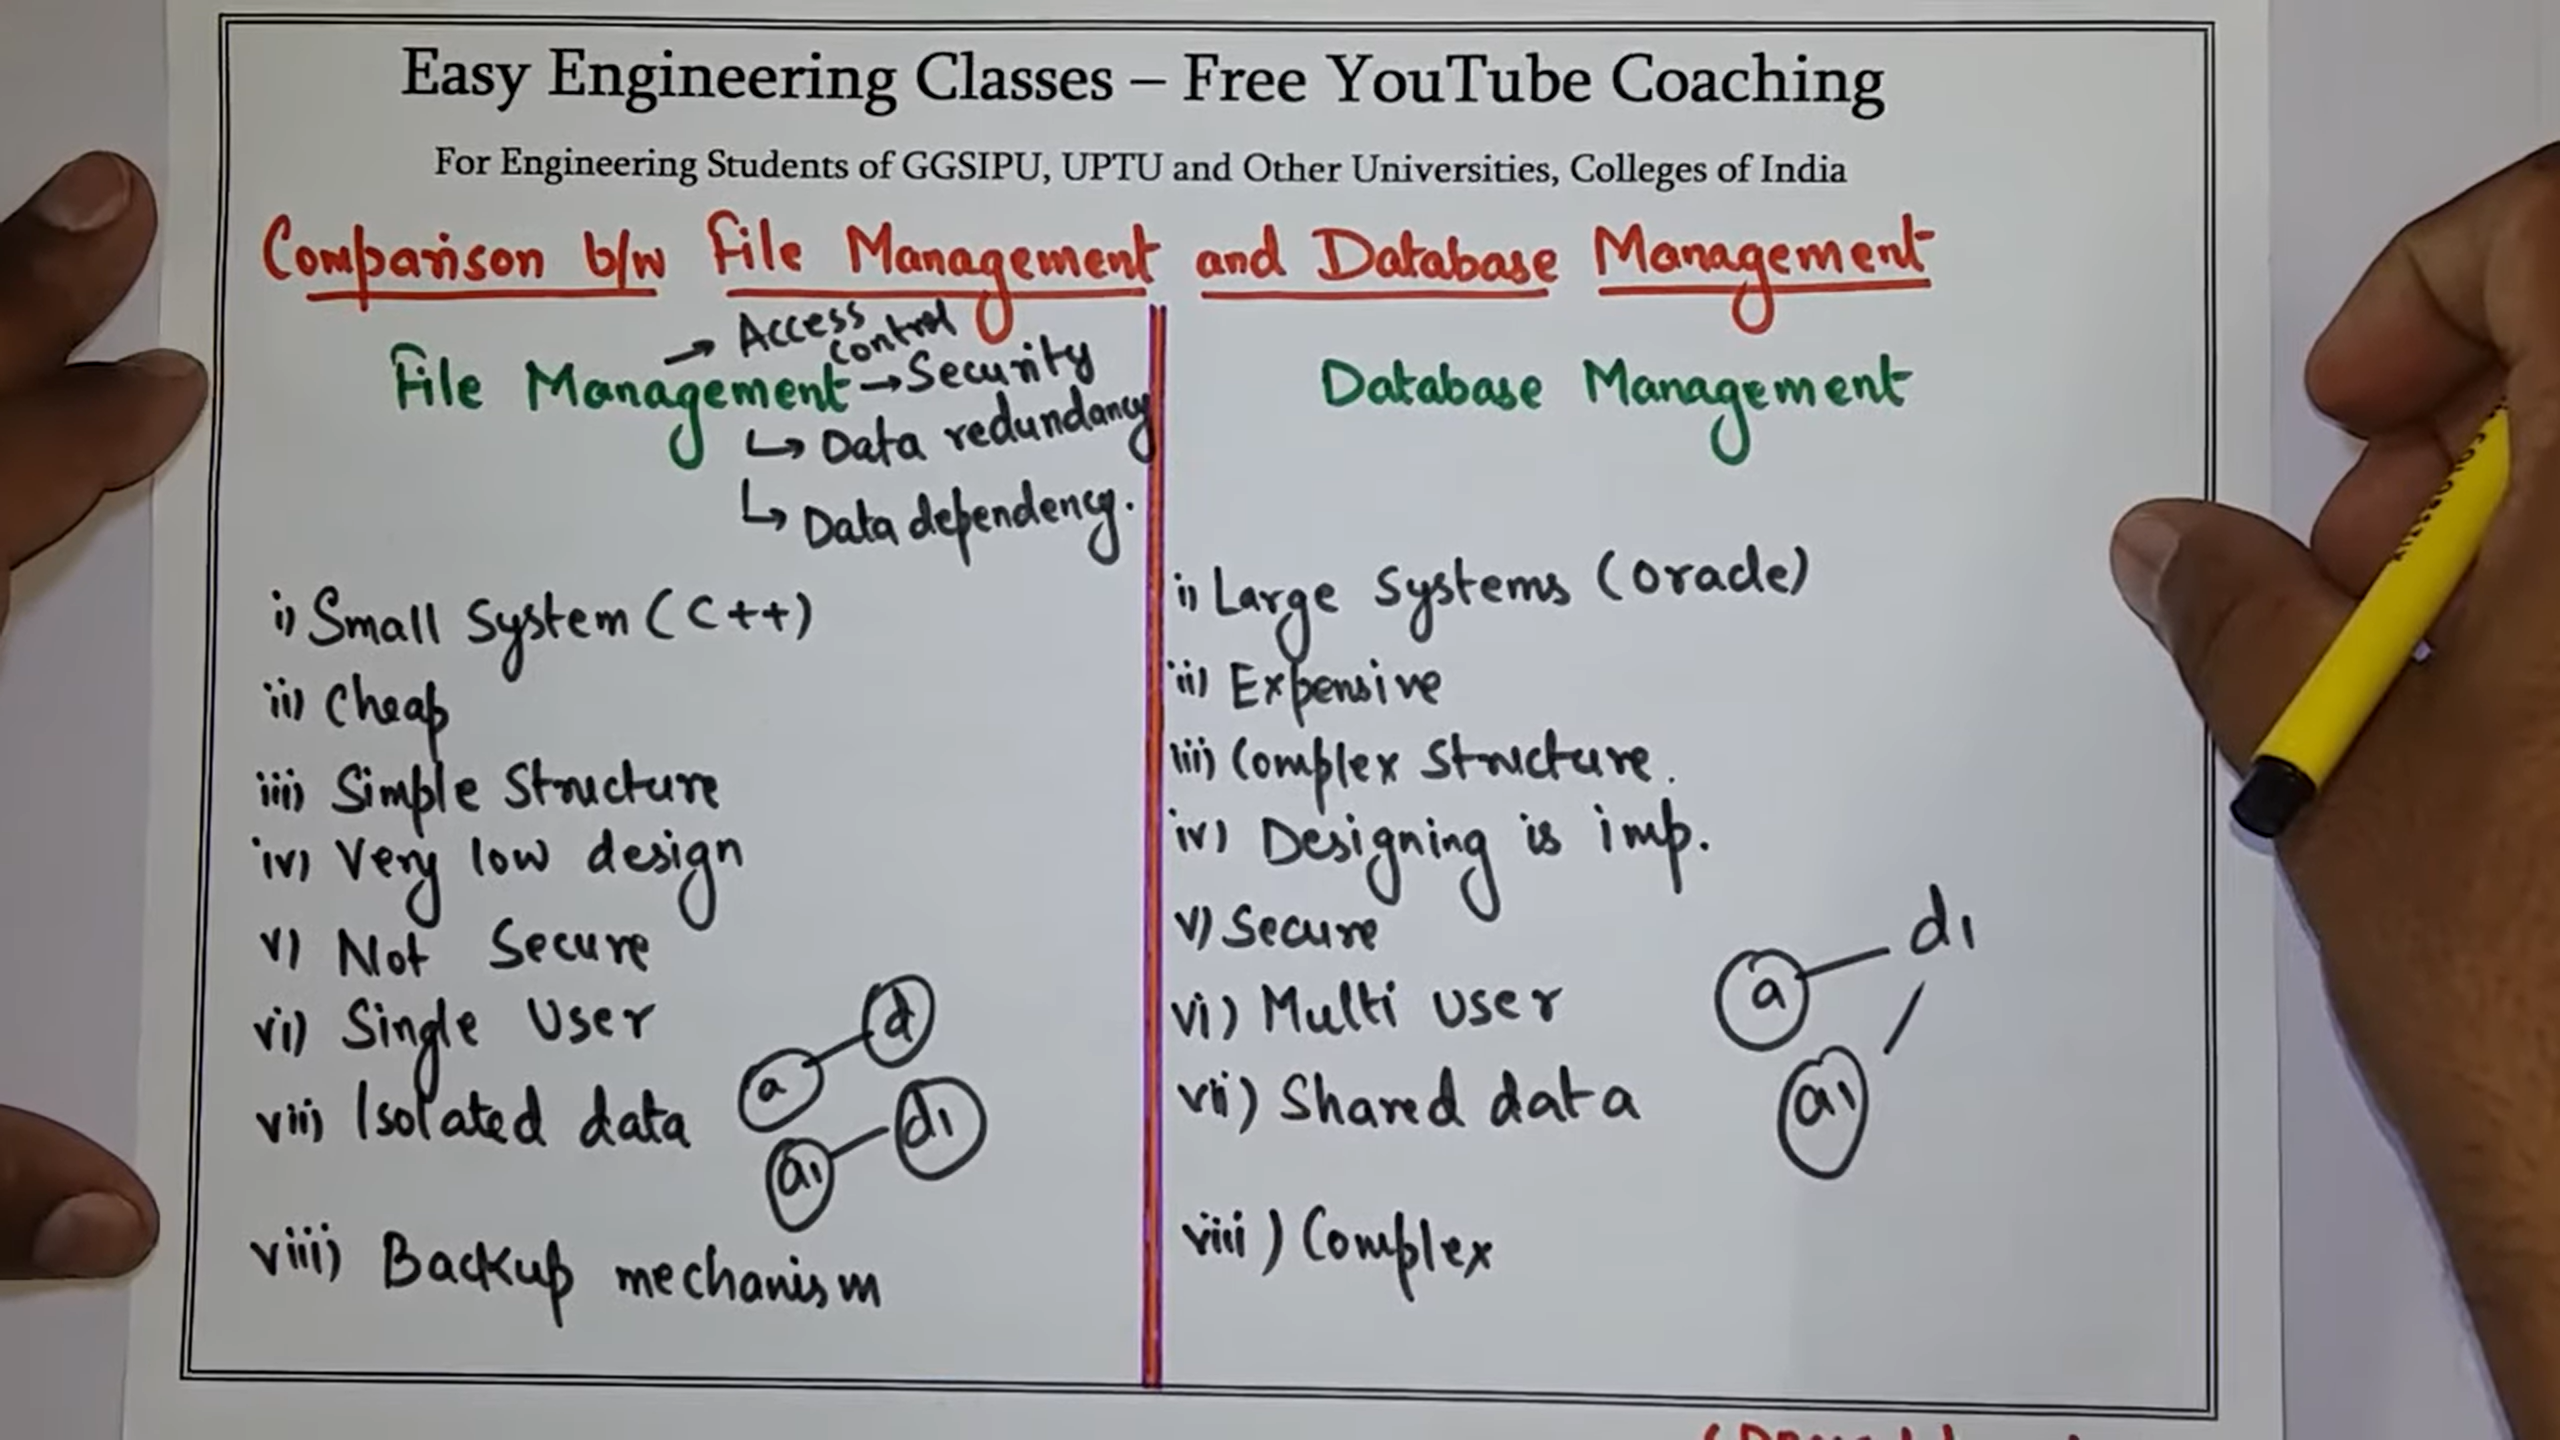 Easy Engineering Classes – Free YouTube Coaching
For Engineering Students of GGSIPU, UPTU and Other Universities, Colleges of India
Comparison b/w File Management and Database Management
File Management
→ Access control
→ Security
↳ Data redundancy
↳ Data dependency.
i) Small System (C++)
ii) Cheap
iii) Simple Structure
iv) Very low design
v) Not Secure
vi) Single User
vii) Isolated data
a d
a1 d1
viii) Backup mechanism
Database Management
i) Large Systems (Oracle)
ii) Expensive
iii) Complex Structure.
iv) Designing is imp.
v) Secure
vi) Multi user
vii) Shared data
a d1
a1
viii) Complex